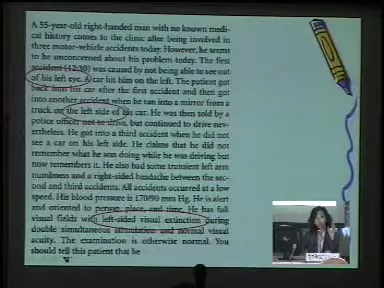 A 55-year-old right-handed man with no known medi-
cal history comes to the clinic after being involved in
three motor-vehicle accidents today. However, he seems
to be unconcerned about his problem today. The first
accident (12:30) was caused by not being able to see out
of his left eye. A car hit him on the left. The patient got
back into his car after the first accident and then got
into another accident when he ran into a mirror from a
truck on the left side of his car. He was then told by a
police officer not to drive, but continued to drive nev-
ertheless. He got into a third accident when he did not
see a car on his left side. He claims that he did not
remember what he was doing while he was driving but
now remembers it. He also had some transient left arm
numbness and a right-sided headache between the sec-
ond and third accidents. All accidents occurred at a low
speed. His blood pressure is 170/90 mm Hg. He is alert
and oriented to person, place, and time. He has full
visual fields with left-sided visual extinction during
double simultaneous stimulation and normal visual
acuity. The examination is otherwise normal. You
should tell this patient that he